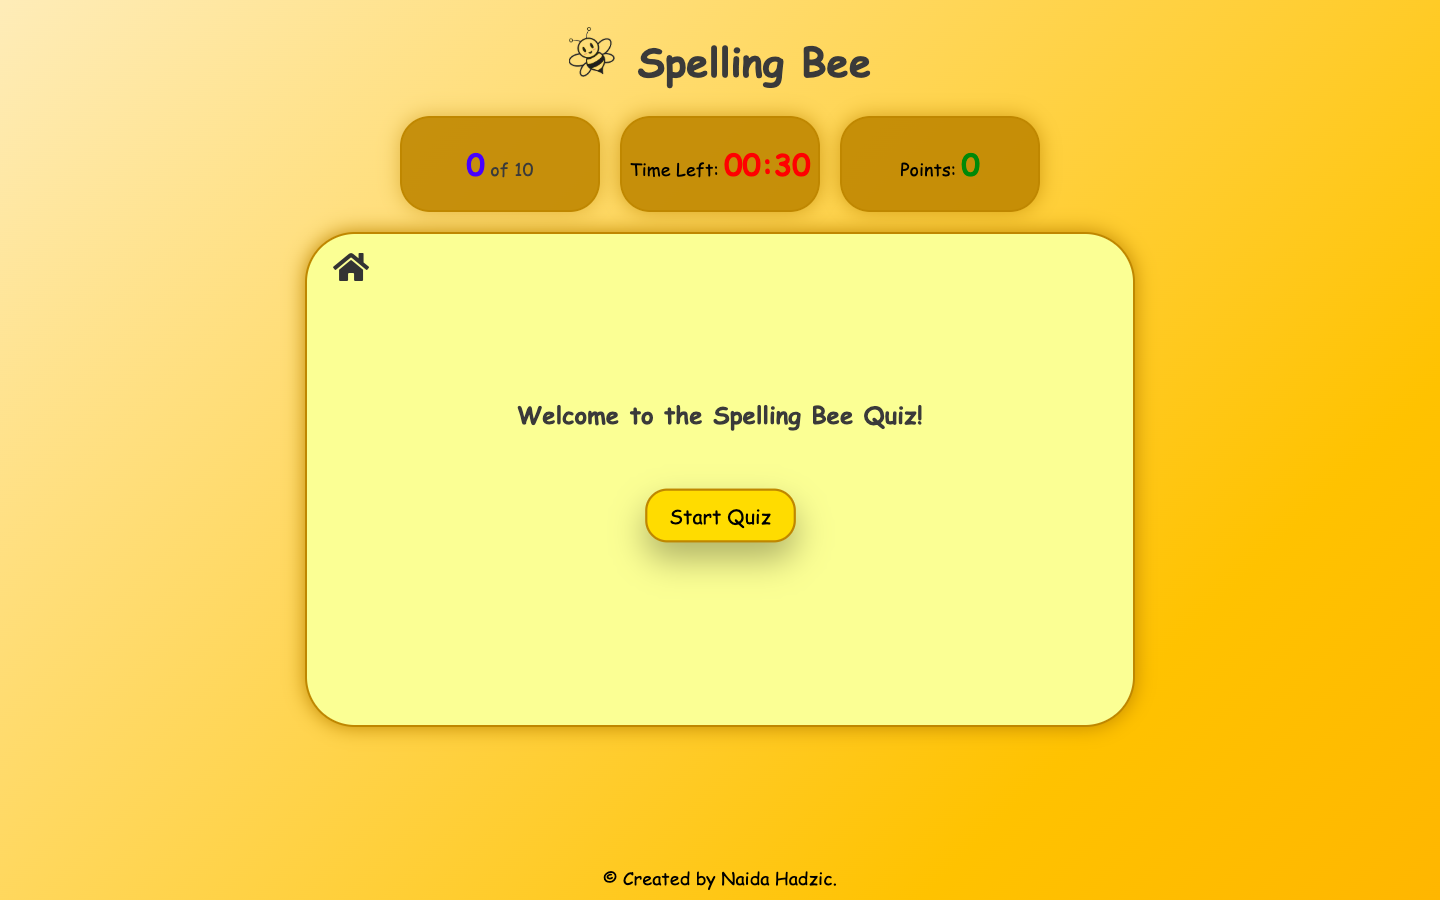 Spelling Bee
0 of 10
Time Left: 00:30
Points: 0
Welcome to the Spelling Bee Quiz!
Start Quiz
© Created by Naida Hadzic.